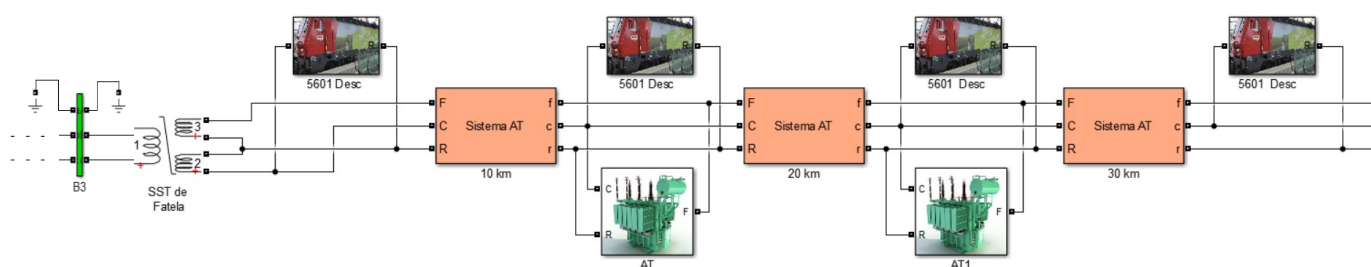 R
R
R
R
5601 Desc
5601 Desc
5601 Desc
5601 Desc
F
f
F
f
F
f
3
1
C
Sistema AT
c
C
Sistema AT
c
C
Sistema AT
c
2
R
r
R
r
R
r
B3
SST de
Fatela
10 km
20 km
30 km
C
F
R
C
F
R
AT
AT1